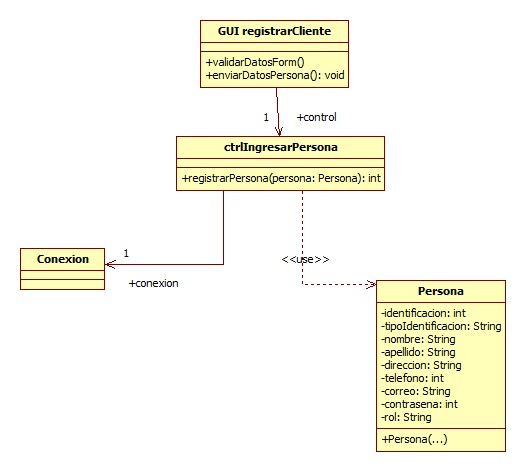 GUI registrarCliente
+validarDatosForm()
+enviarDatosPersona(): void
1
+control
ctrlIngresarPersona
+registrarPersona(persona: Persona): int
1
<<use>>
Conexion
+conexion
Persona
-identificacion: int
-tipoIdentificacion: String
-nombre: String
-apellido: String
-direccion: String
-telefono: int
-correo: String
-contrasena: int
-rol: String
+Persona(...)